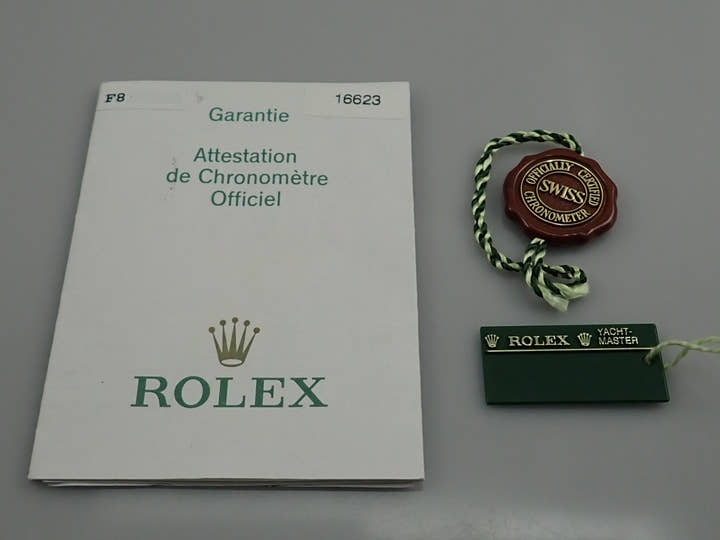 F8
16623
Garantie
Attestation
de Chronomètre
Officiel
ROLEX
OFFICIALLY CERTIFIED
SWISS
CHRONOMETER
ROLEX
YACHT-
MASTER